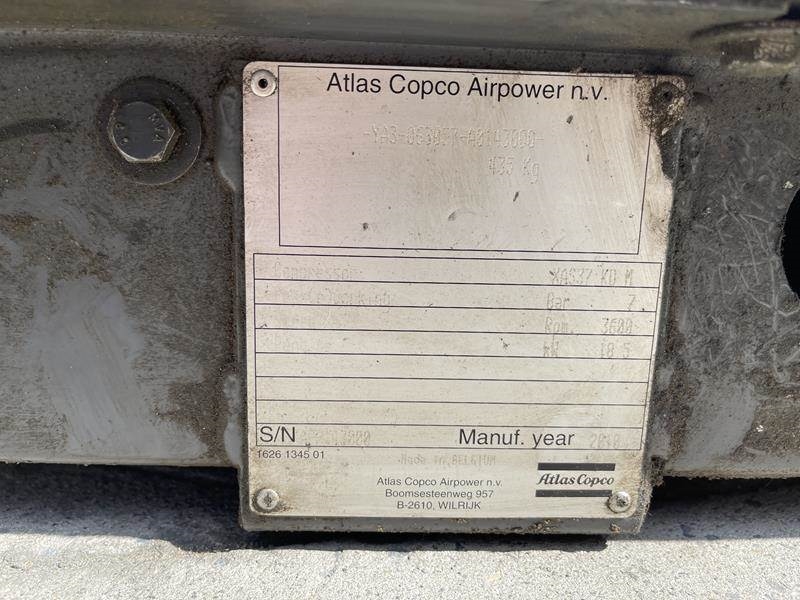 Atlas Copco Airpower n.v.
435 Kg
Compressor XAS37 KD M
Bar 7
Rpm. 3600
kW 18 5
S/N Manuf. year
1626 1345 01
Made in BELGIUM
Atlas Copco Airpower n.v.
Boomsesteenweg 957
B-2610, WILRIJK
Atlas Copco